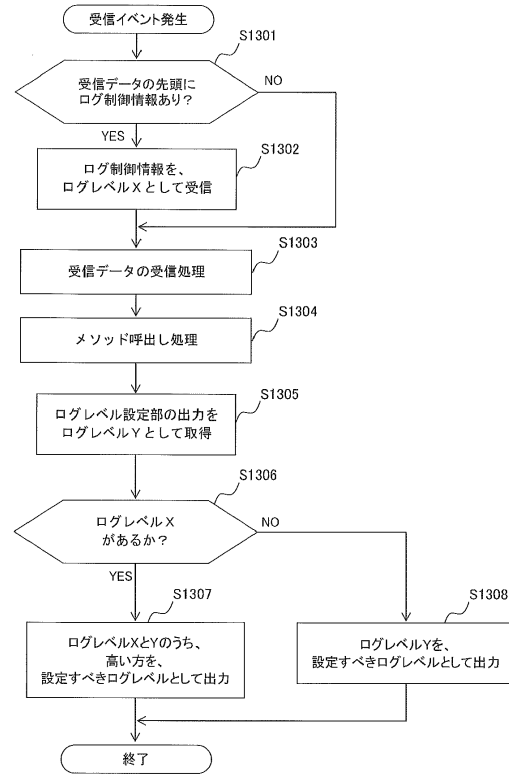 受信イベント発生
S1301
受信データの先頭に
ログ制御情報あり？
NO
YES
S1302
ログ制御情報を、
ログレベルＸとして受信
S1303
受信データの受信処理
S1304
メソッド呼出し処理
S1305
ログレベル設定部の出力を
ログレベルＹとして取得
S1306
ログレベルＸ
があるか？
NO
YES
S1307
ログレベルXとYのうち、
高い方を、
設定すべきログレベルとして出力
S1308
ログレベルYを、
設定すべきログレベルとして出力
終了